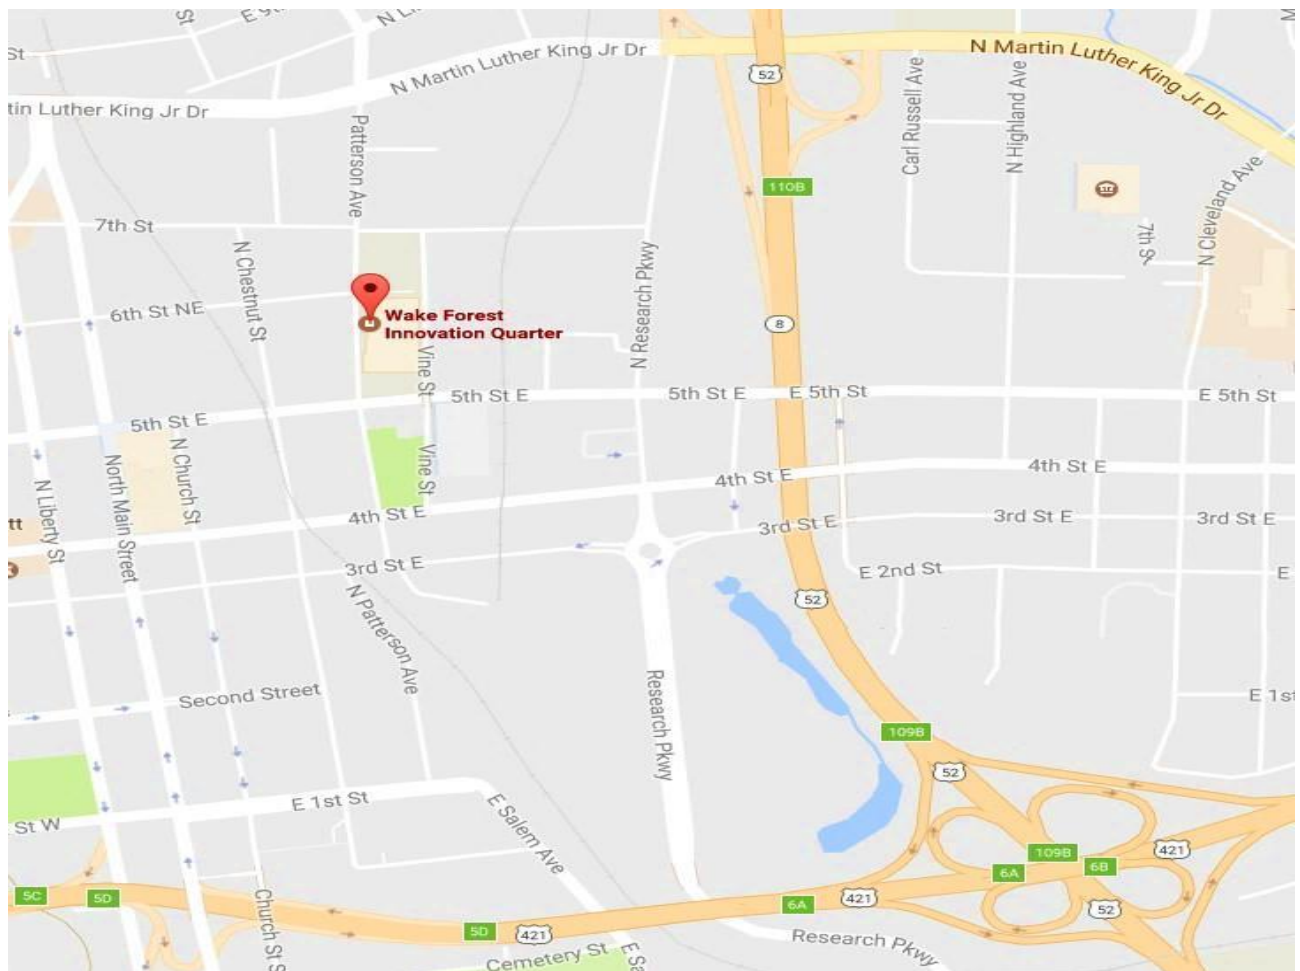 St
E 9th
N Martin Luther King Jr Dr
N Martin Luther King Jr Dr
52
tin Luther King Jr Dr
Patterson Ave
Carl Russell Ave
N Highland Ave
110B
N Cleveland Ave
7th St
7th St
N Chestnut St
N Research Pkwy
6th St NE
Wake Forest
Innovation Quarter
8
Vine St
5th St E
5th St E
E 5th St
E 5th St
5th St E
N Church St
North Main Street
N Liberty St
Vine St
4th St E
4th St E
4th St E
tt
3rd St E
3rd St E
3rd St E
3rd St E
E 2nd St
E
52
N Patterson Ave
Second Street
Research Pkwy
E 1st
109B
52
E 1st St
St W
E Salem Ave
421
109B
6A
6B
5C
5D
Church St S
6A
421
52
5D
421
Research Pkwy
Cemetery St
E Sa